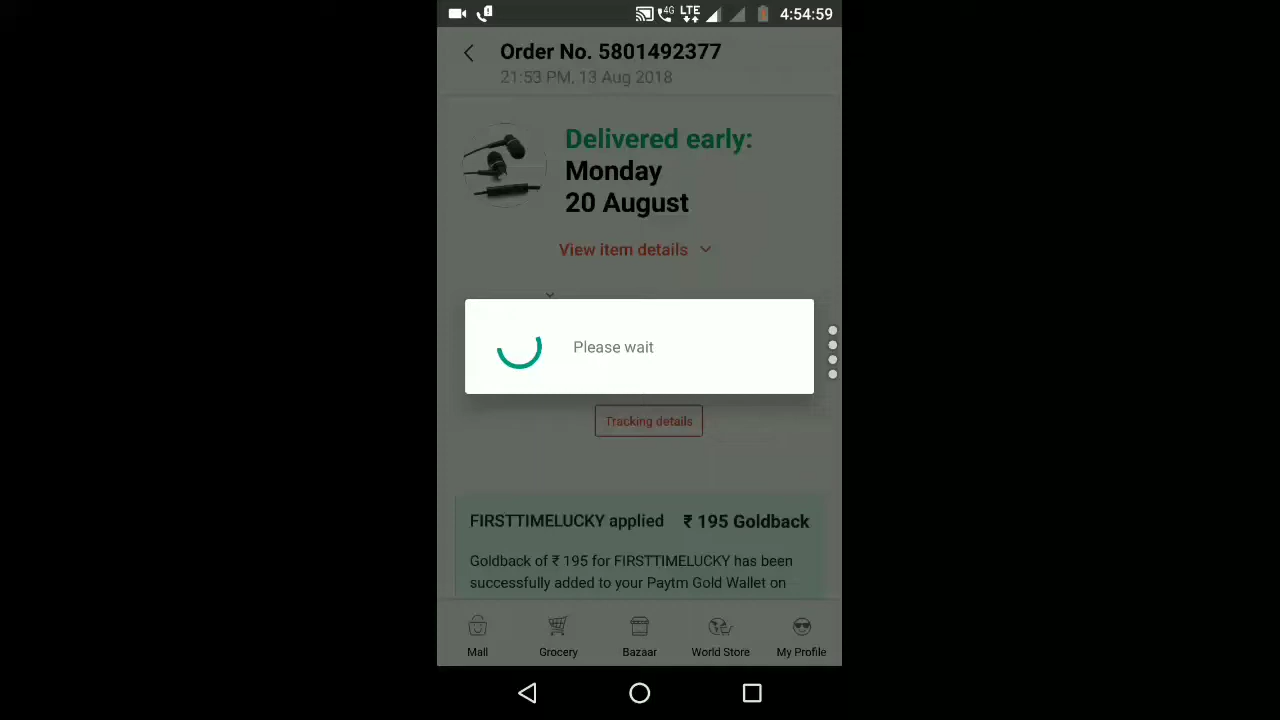 4G LTE 4:54:59
Order No. 5801492377
21:53 PM, 13 Aug 2018
Delivered early:
Monday
20 August
View item details
Please wait
Tracking details
FIRSTTIMELUCKY applied ₹ 195 Goldback
Goldback of ₹ 195 for FIRSTTIMELUCKY has been
successfully added to your Paytm Gold Wallet on
Mall Grocery Bazaar World Store My Profile